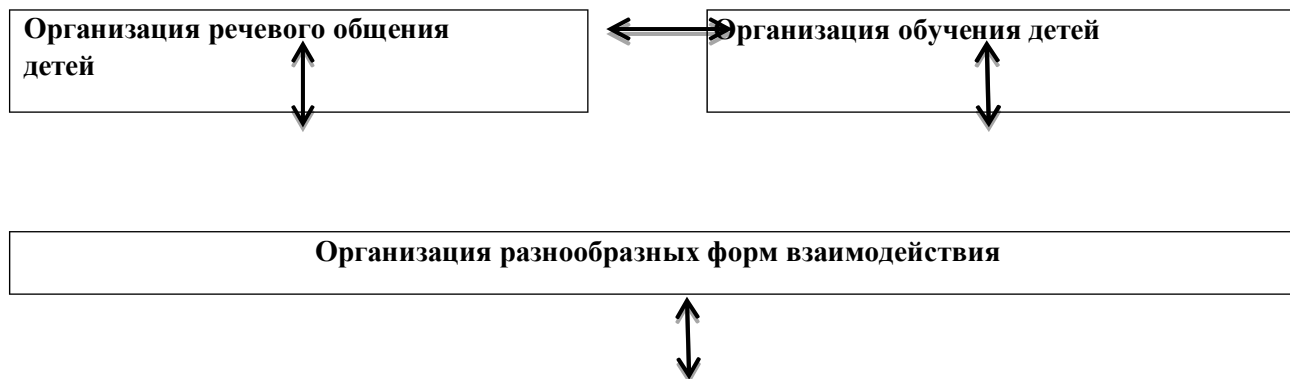 Организация речевого общения
детей
Организация обучения детей
Организация разнообразных форм взаимодействия